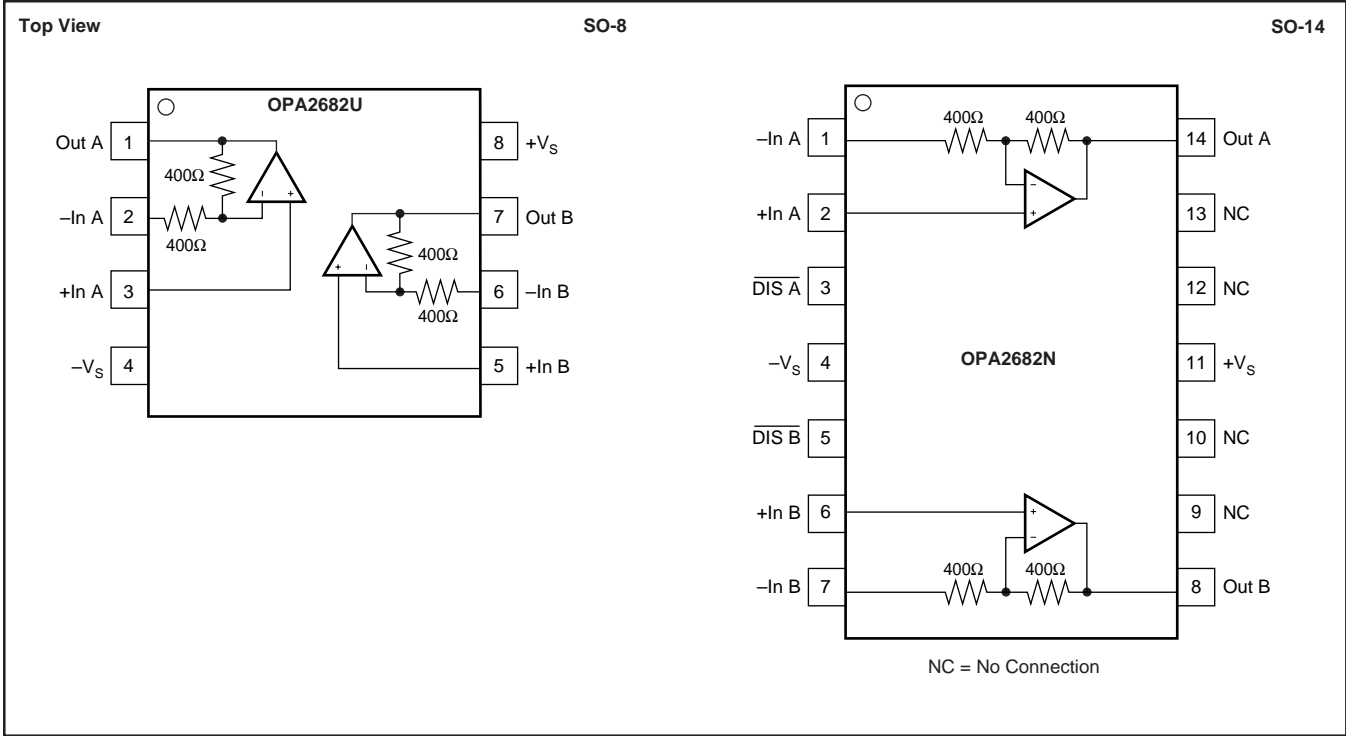 Top View
SO-8
SO-14
OPA2682U
Out A 1
–In A 2
+In A 3
–VS 4
8 +VS
7 Out B
6 –In B
5 +In B
400Ω
400Ω
400Ω
400Ω
–
+
+
–
OPA2682N
–In A 1
+In A 2
DIS A 3
–VS 4
DIS B 5
+In B 6
–In B 7
14 Out A
13 NC
12 NC
11 +VS
10 NC
9 NC
8 Out B
400Ω 400Ω
–
+
+
–
400Ω 400Ω
NC = No Connection